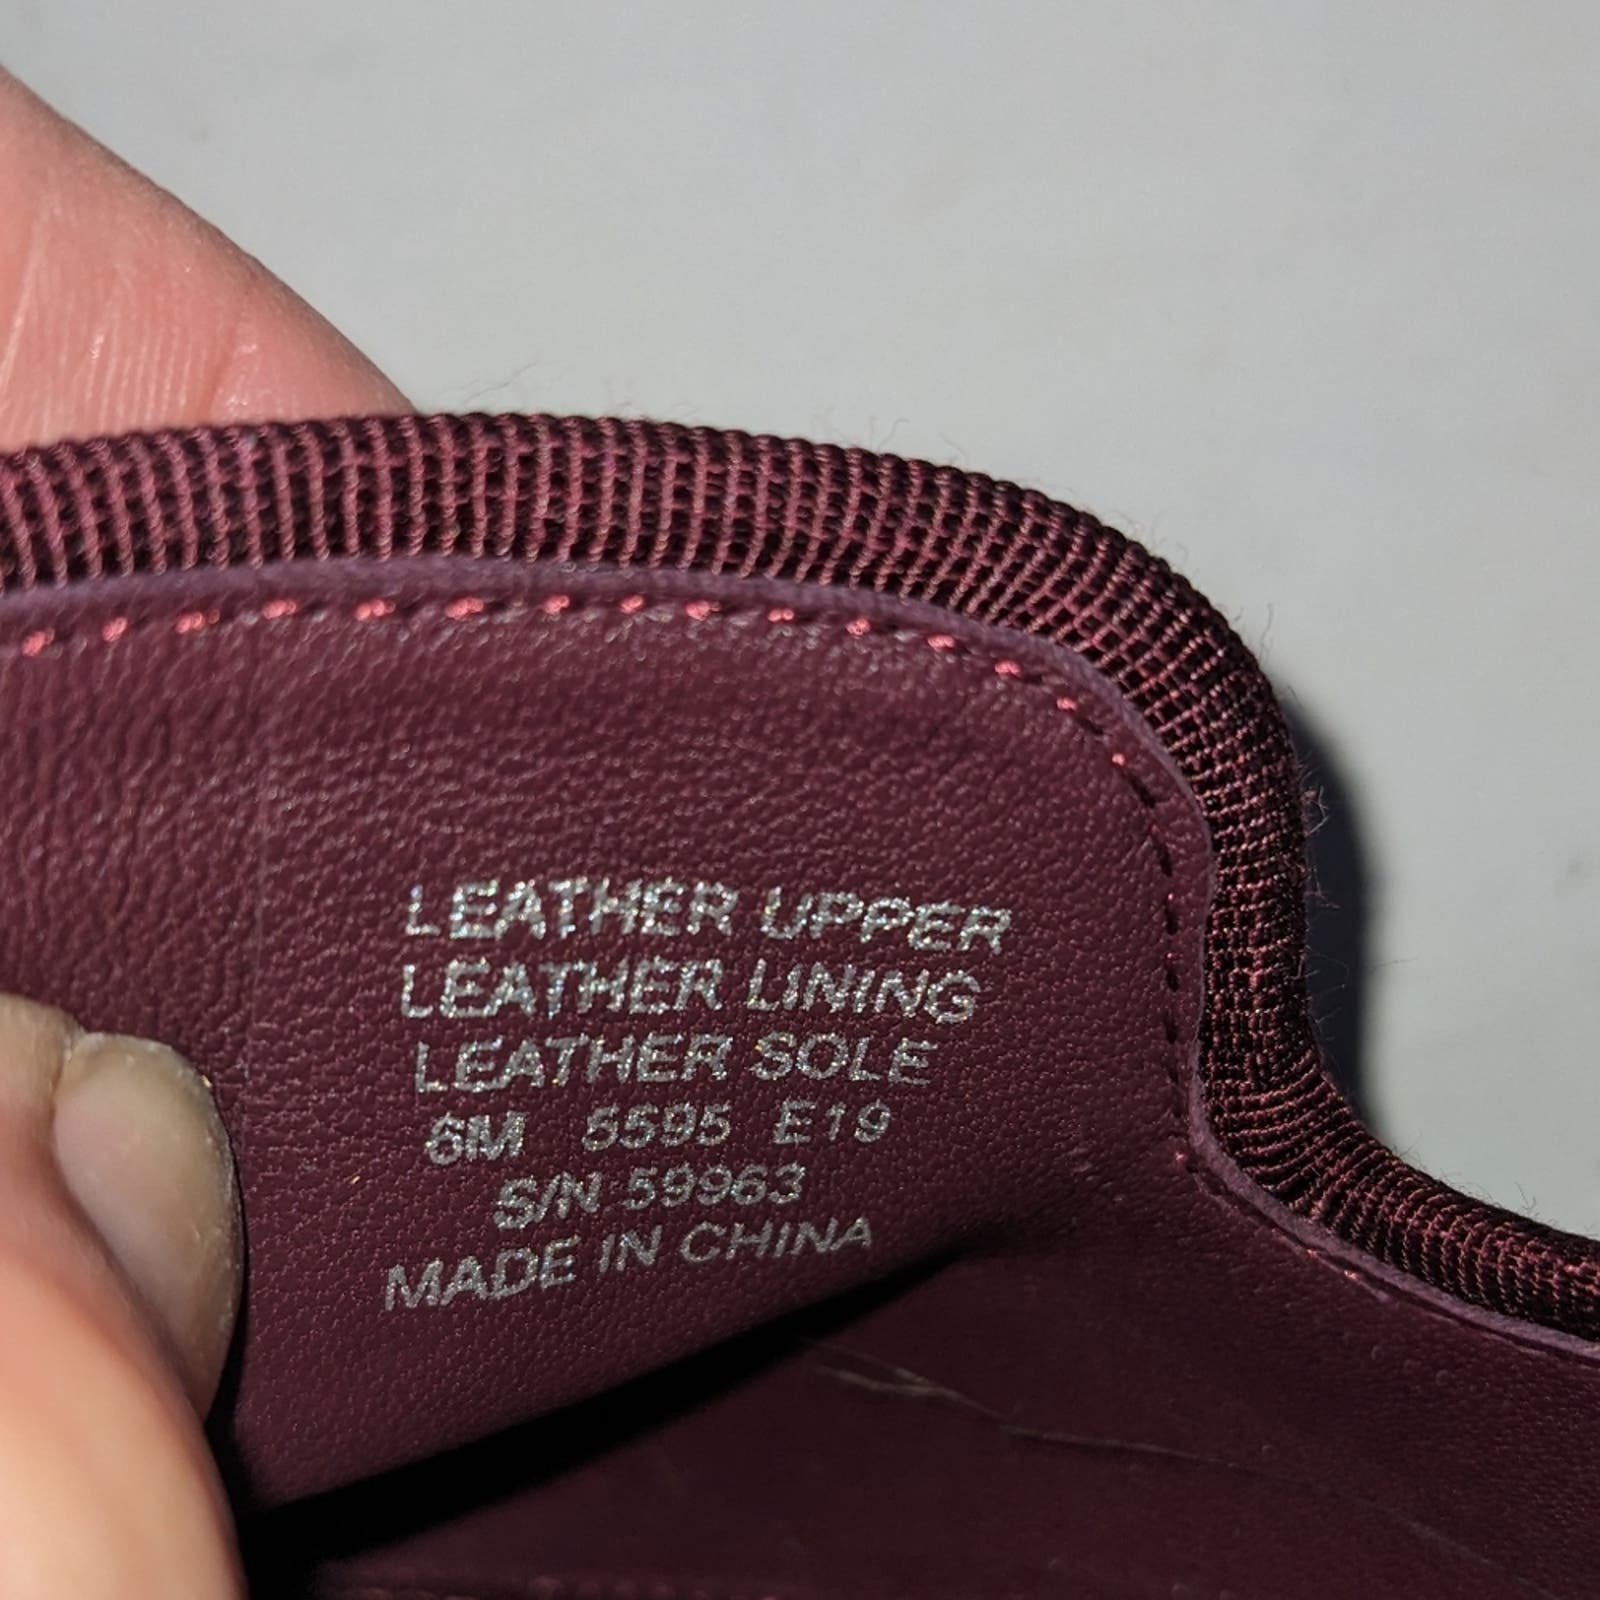 LEATHER UPPER
LEATHER LINING
LEATHER SOLE
6M 5595 E19
S/N 59963
MADE IN CHINA